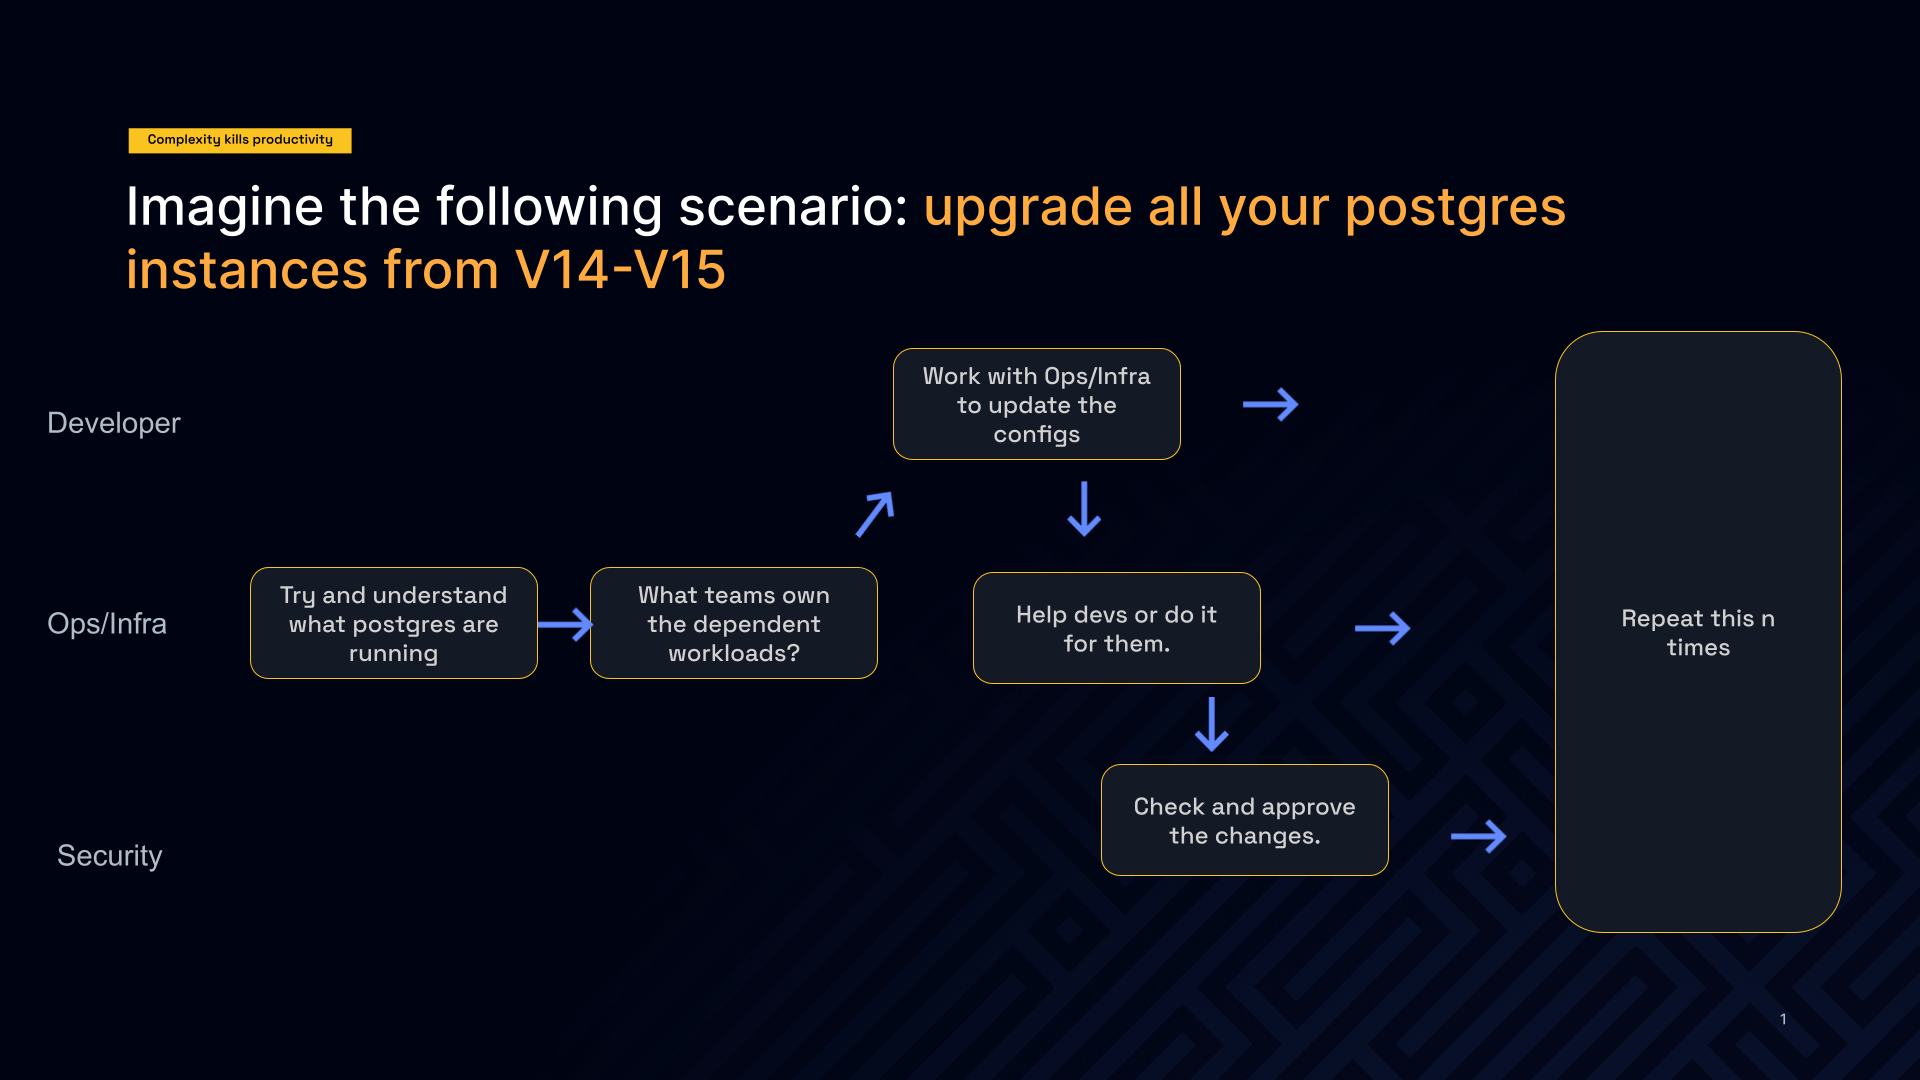 Complexity kills productivity
Imagine the following scenario: upgrade all your postgres
instances from V14-V15
Developer
Work with Ops/Infra
to update the
configs
Ops/Infra
Try and understand
what postgres are
running
What teams own
the dependent
workloads?
Help devs or do it
for them.
Repeat this n
times
Security
Check and approve
the changes.
1